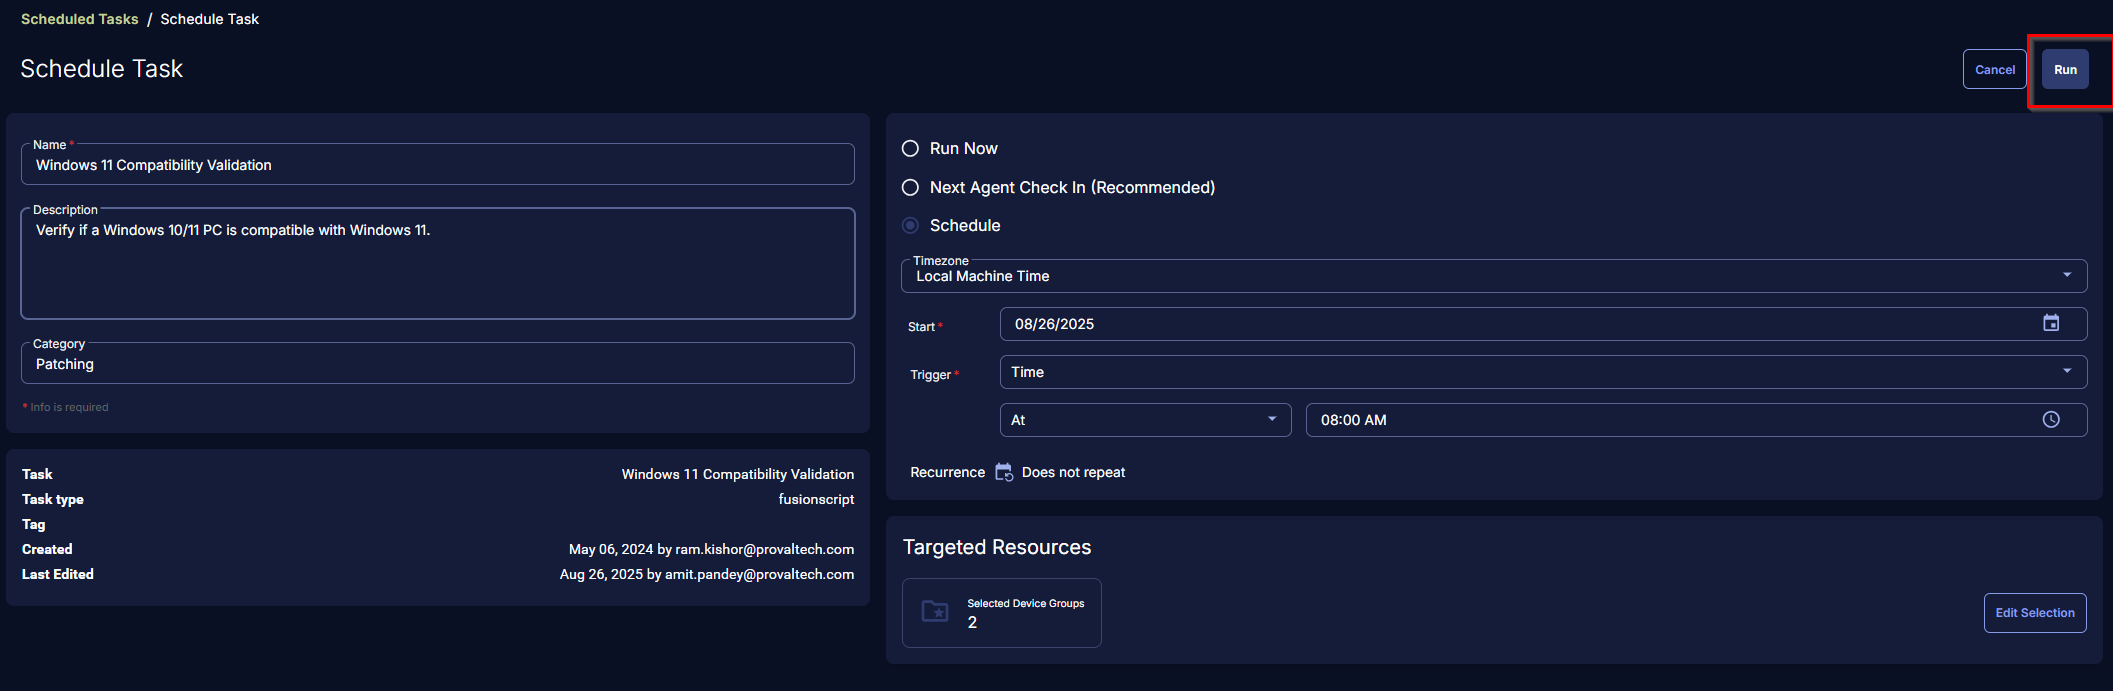 Scheduled Tasks / Schedule Task
Schedule Task
Cancel
Run
Name *
Windows 11 Compatibility Validation
Description
Verify if a Windows 10/11 PC is compatible with Windows 11.
Category
Patching
* Info is required
Task Windows 11 Compatibility Validation
Task type fusionscript
Tag
Created May 06, 2024 by ram.kishor@provaltech.com
Last Edited Aug 26, 2025 by amit.pandey@provaltech.com
Run Now
Next Agent Check In (Recommended)
Schedule
Timezone
Local Machine Time
Start * 08/26/2025
Trigger * Time
At 08:00 AM
Recurrence Does not repeat
Targeted Resources
Selected Device Groups
2
Edit Selection